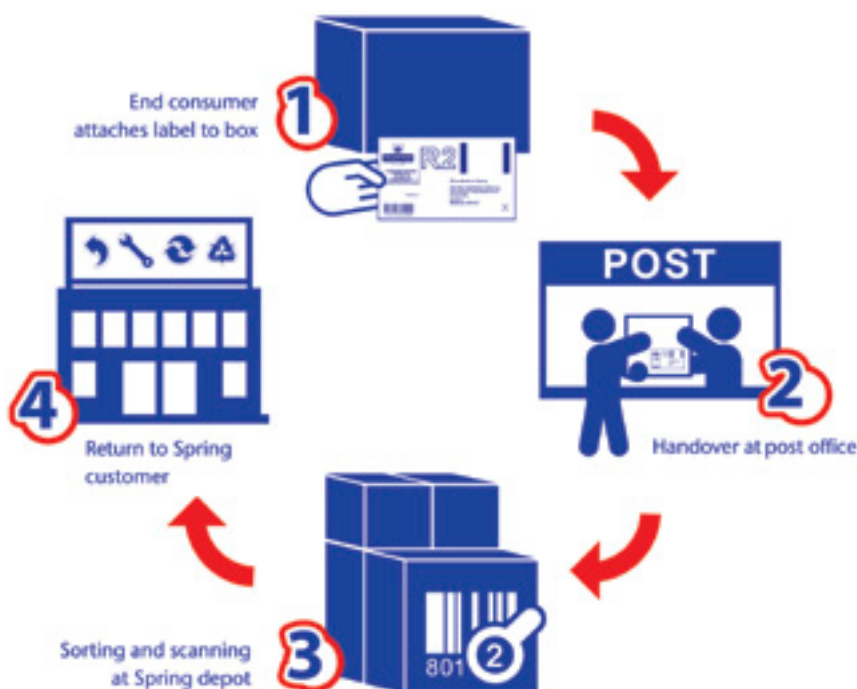 1
End consumer
attaches label to box
R2
POST
2
Handover at post office
3
Sorting and scanning
at Spring depot
801
2
4
Return to Spring
customer